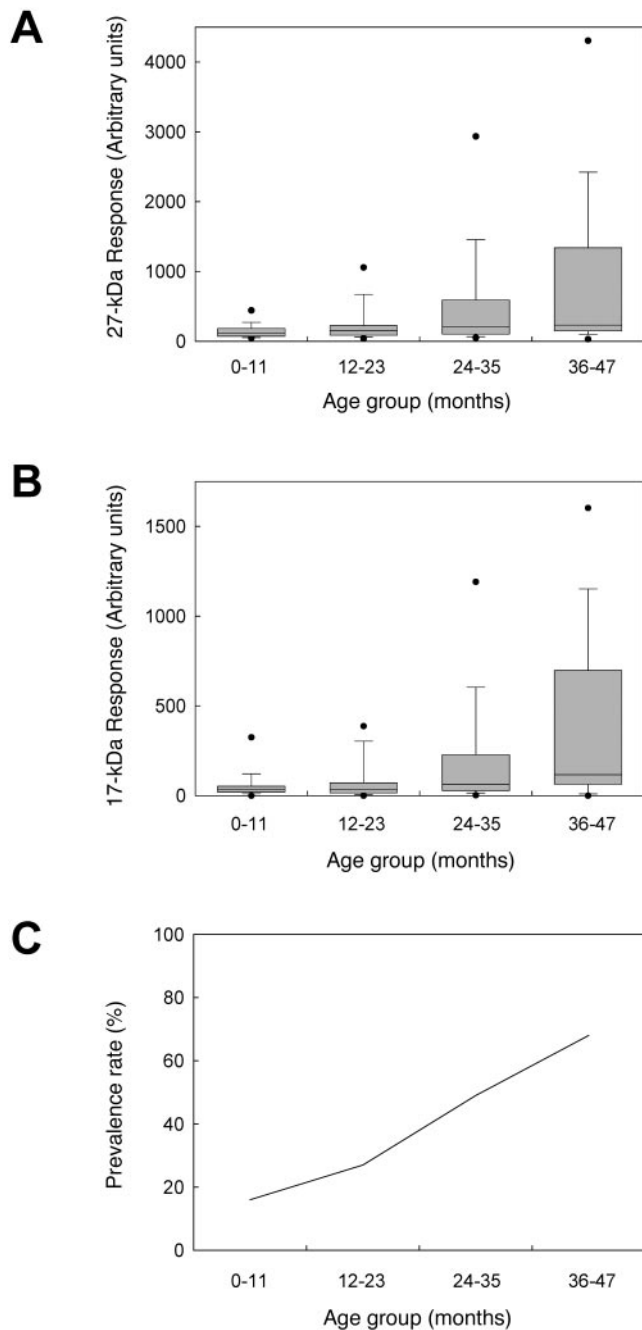 A
27-kDa Response (Arbitrary units)
4000
3000
2000
1000
0
0-11 12-23 24-35 36-47
Age group (months)
B
17-kDa Response (Arbitrary units)
1500
1000
500
0
0-11 12-23 24-35 36-47
Age group (months)
C
Prevalence rate (%)
100
80
60
40
20
0
0-11 12-23 24-35 36-47
Age group (months)